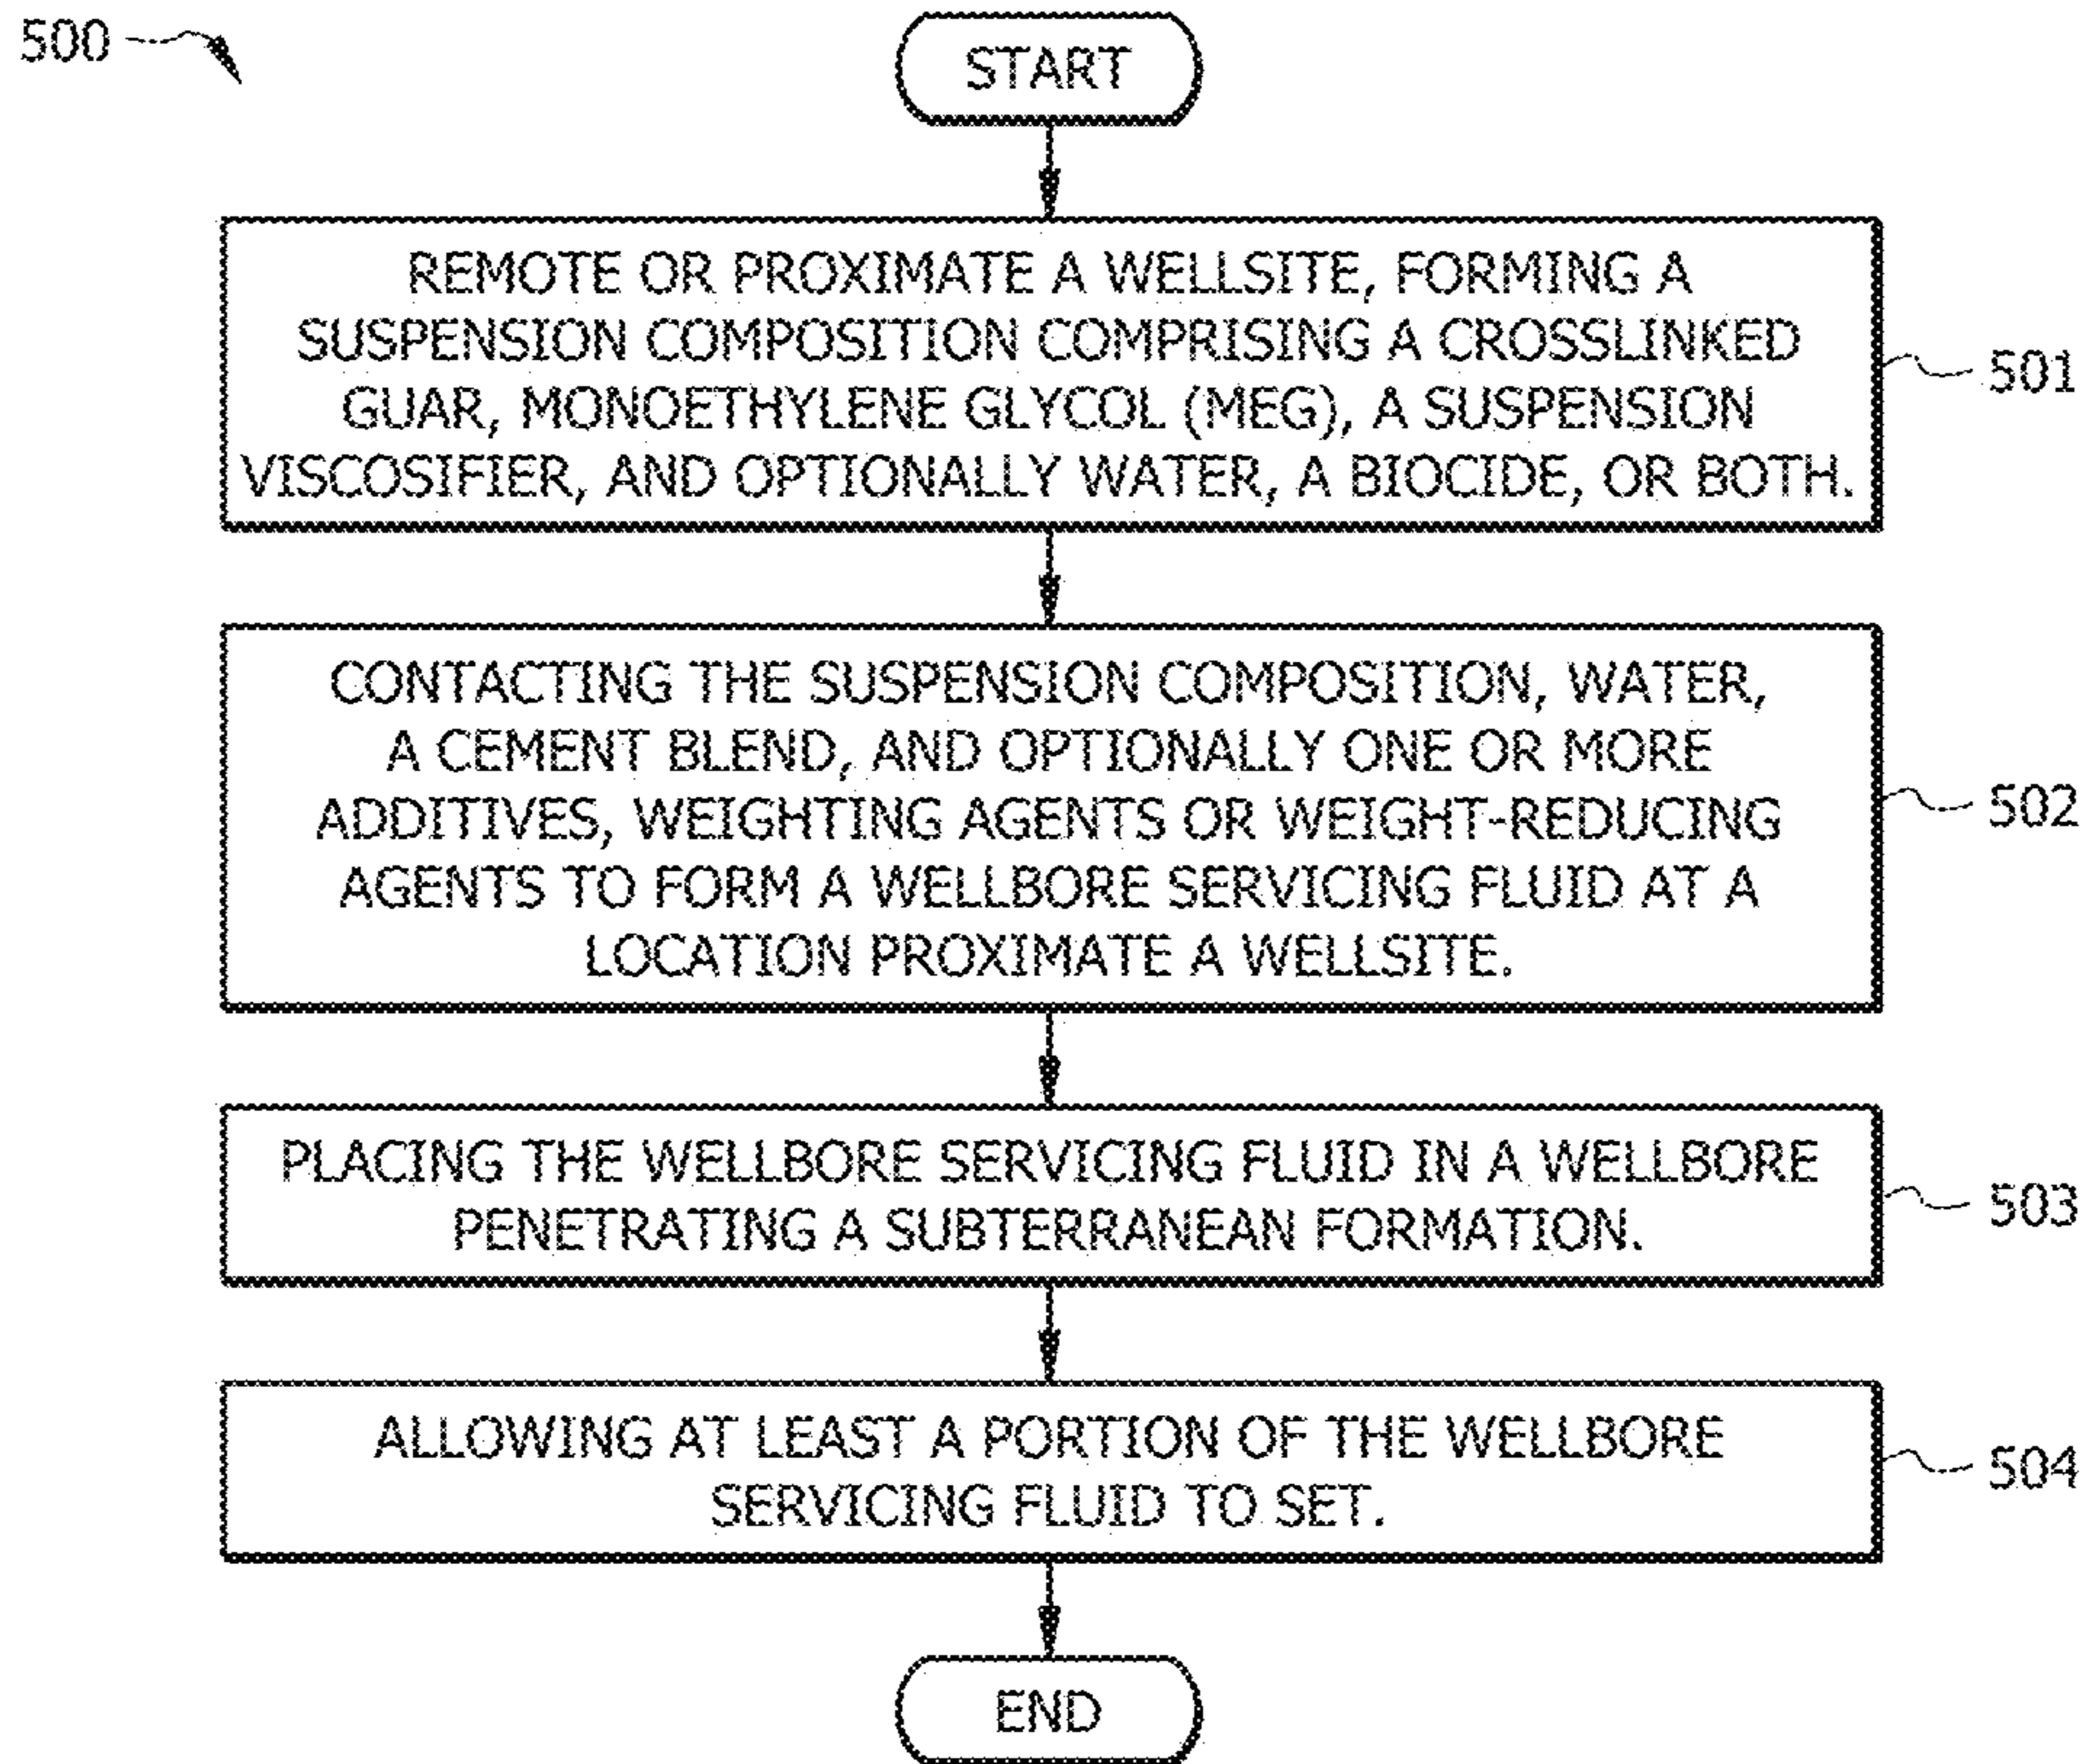 500
START
REMOTE OR PROXIMATE A WELLSITE, FORMING A
SUSPENSION COMPOSITION COMPRISING A CROSSLINKED
GUAR, MONOETHYLENE GLYCOL (MEG), A SUSPENSION
VISCOSIFIER, AND OPTIONALLY WATER, A BIOCIDE, OR BOTH.
501
CONTACTING THE SUSPENSION COMPOSITION, WATER,
A CEMENT BLEND, AND OPTIONALLY ONE OR MORE
ADDITIVES, WEIGHTING AGENTS OR WEIGHT-REDUCING
AGENTS TO FORM A WELLBORE SERVICING FLUID AT A
LOCATION PROXIMATE A WELLSITE.
502
PLACING THE WELLBORE SERVICING FLUID IN A WELLBORE
PENETRATING A SUBTERRANEAN FORMATION.
503
ALLOWING AT LEAST A PORTION OF THE WELLBORE
SERVICING FLUID TO SET.
504
END